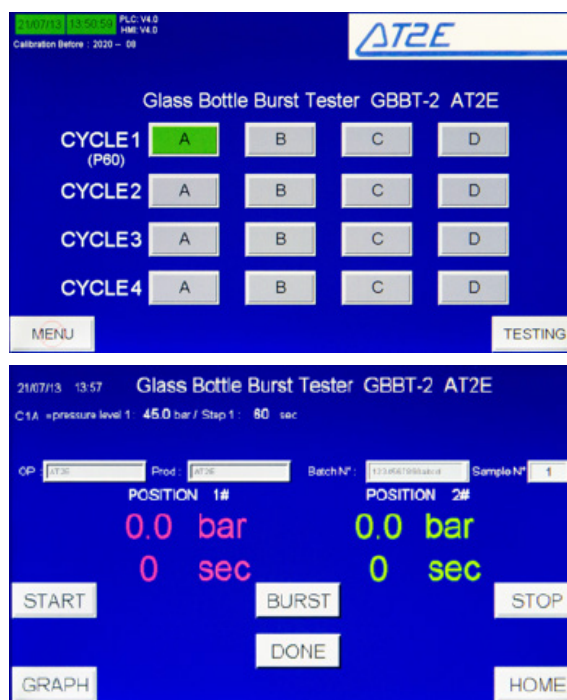 21/07/13 13:50:59 PLC: V4.0
HMI: V4.0
Calibration Before : 2020 - 08
AT2E
Glass Bottle Burst Tester GBBT-2 AT2E
CYCLE1 A B C D
(P60)
CYCLE2 A B C D
CYCLE3 A B C D
CYCLE4 A B C D
MENU TESTING
21/07/13 13:57 Glass Bottle Burst Tester GBBT-2 AT2E
C1A =pressure level 1: 45.0 bar / Step 1: 60 sec
OP : AT2E Prod : AT2E Batch N°: Sample N° 1
POSITION 1# POSITION 2#
0.0 bar 0.0 bar
0 sec 0 sec
START BURST STOP
DONE
GRAPH HOME